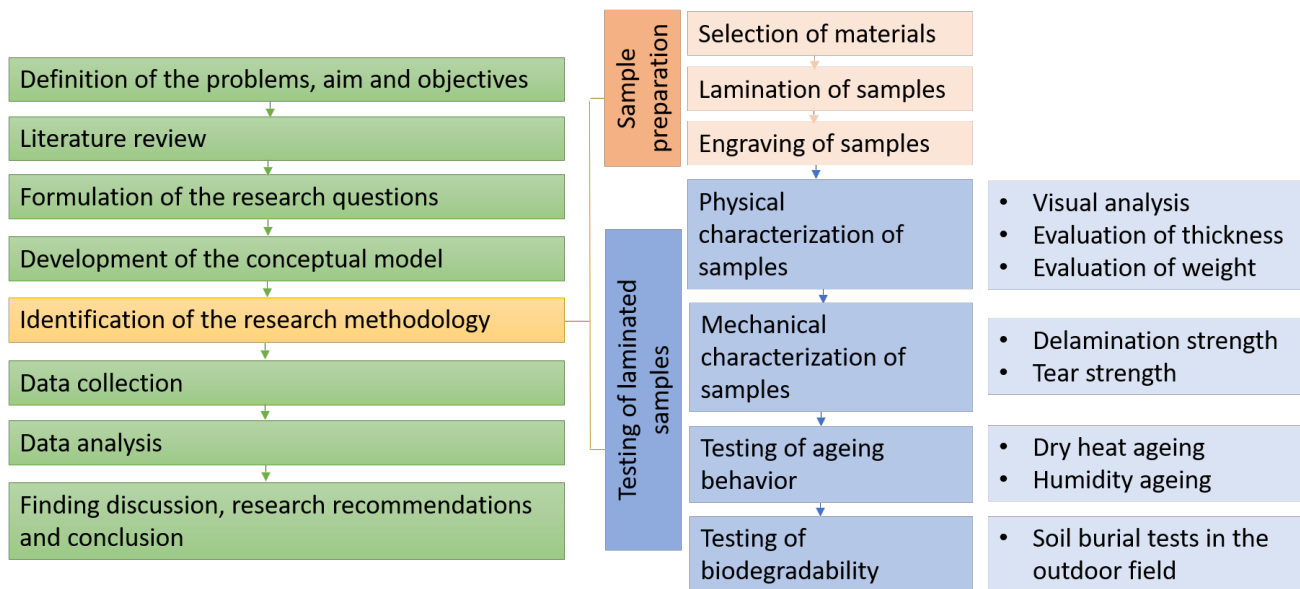 Definition of the problems, aim and objectives
Literature review
Formulation of the research questions
Development of the conceptual model
Identification of the research methodology
Data collection
Data analysis
Finding discussion, research recommendations
and conclusion
Sample
preparation
Selection of materials
Lamination of samples
Engraving of samples
Testing of laminated
samples
Physical
characterization of
samples
• Visual analysis
• Evaluation of thickness
• Evaluation of weight
Mechanical
characterization of
samples
• Delamination strength
• Tear strength
Testing of ageing
behavior
• Dry heat ageing
• Humidity ageing
Testing of
biodegradability
• Soil burial tests in the
outdoor field